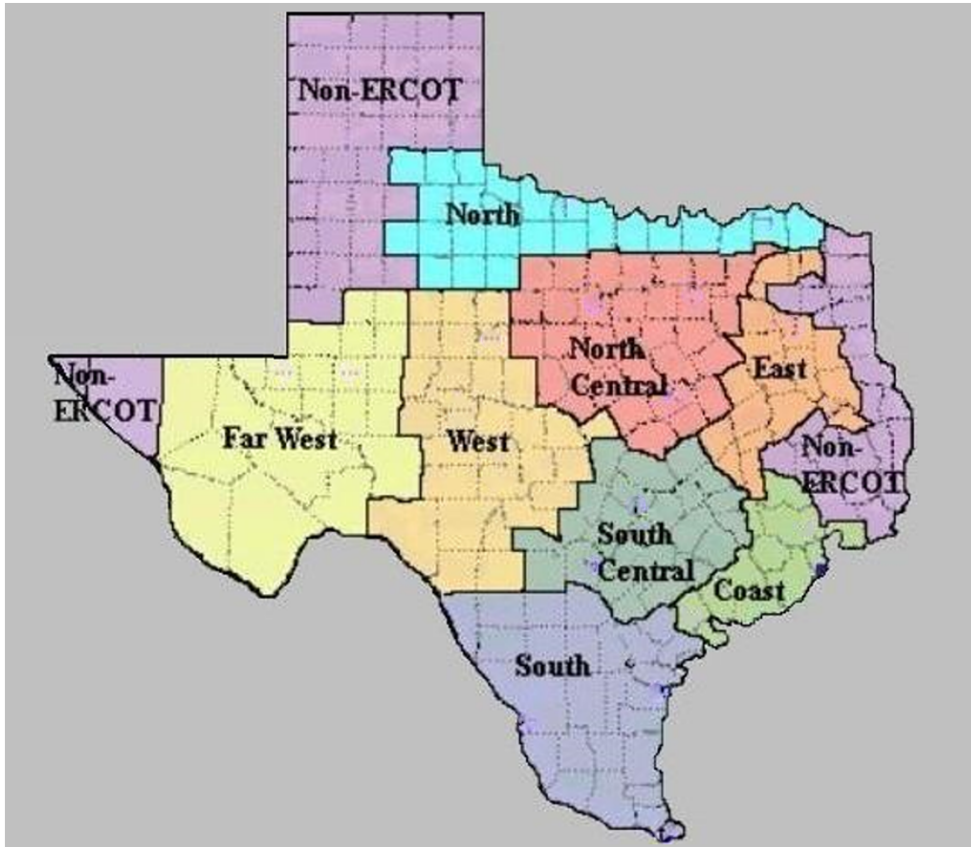 Non-ERCOT
North
North
Central
East
Non-
ERCOT
Far West
West
Non-
ERCOT
South
Central
Coast
South